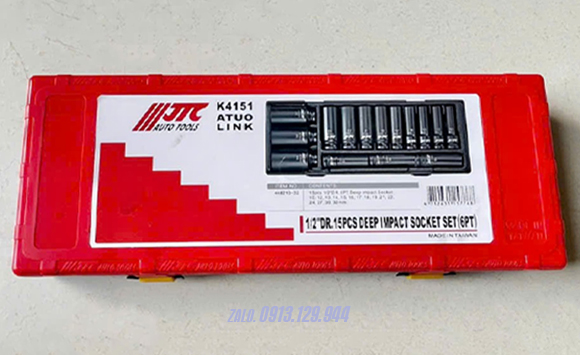 JTC
AUTO TOOLS
K4151
ATUO
LINK
ITEM NO.
CONTENTS
1/2"DR.15PCS DEEP IMPACT SOCKET SET(6PT)
MADE IN TAIWAN
ZALO. 0913.129.944